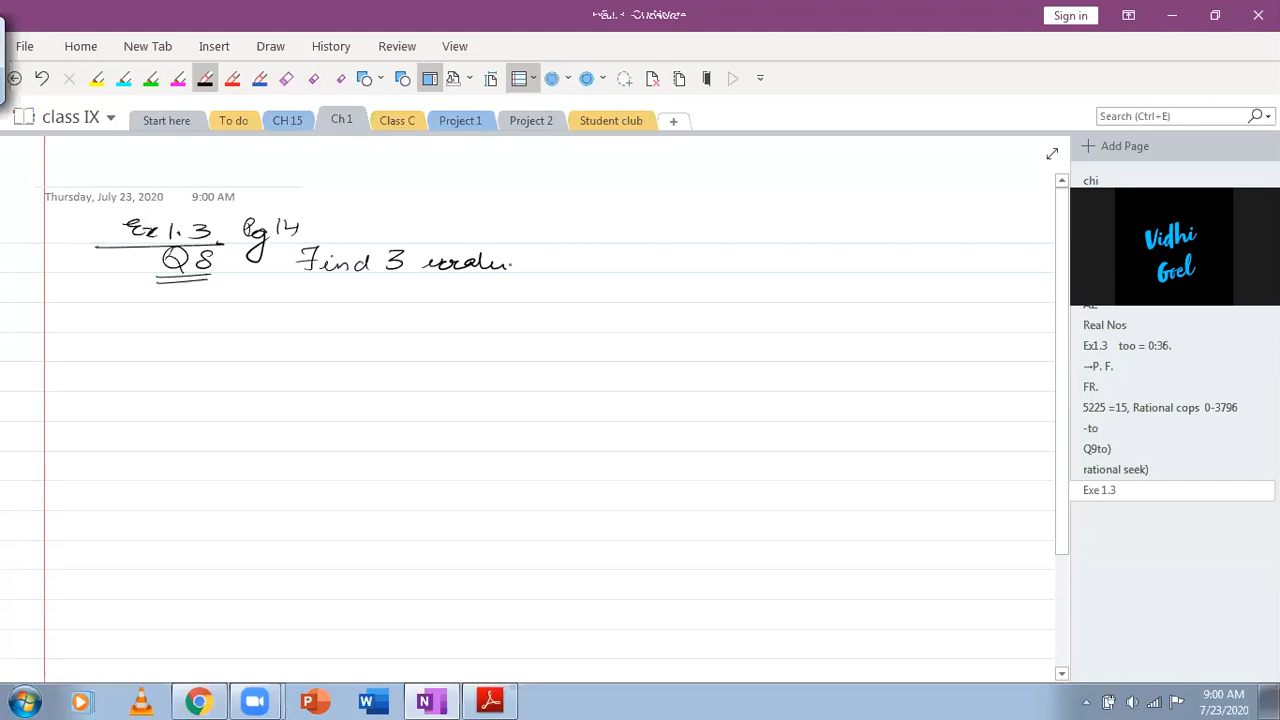 Sign in
File Home New Tab Insert Draw History Review View
class IX Start here To do CH 15 Ch 1 Class C Project 1 Project 2 Student club
Search (Ctrl+E)
Add Page
Thursday, July 23, 2020 9:00 AM
Ex 1.3. Pg 14
Q 8 Find 3
chi
Vidhi
Goel
Real Nos
Ex1.3 too = 0:36.
→P. F.
FR.
5225 =15, Rational cops 0-3796
-to
Q9to)
rational seek)
Exe 1.3
9:00 AM
7/23/2020